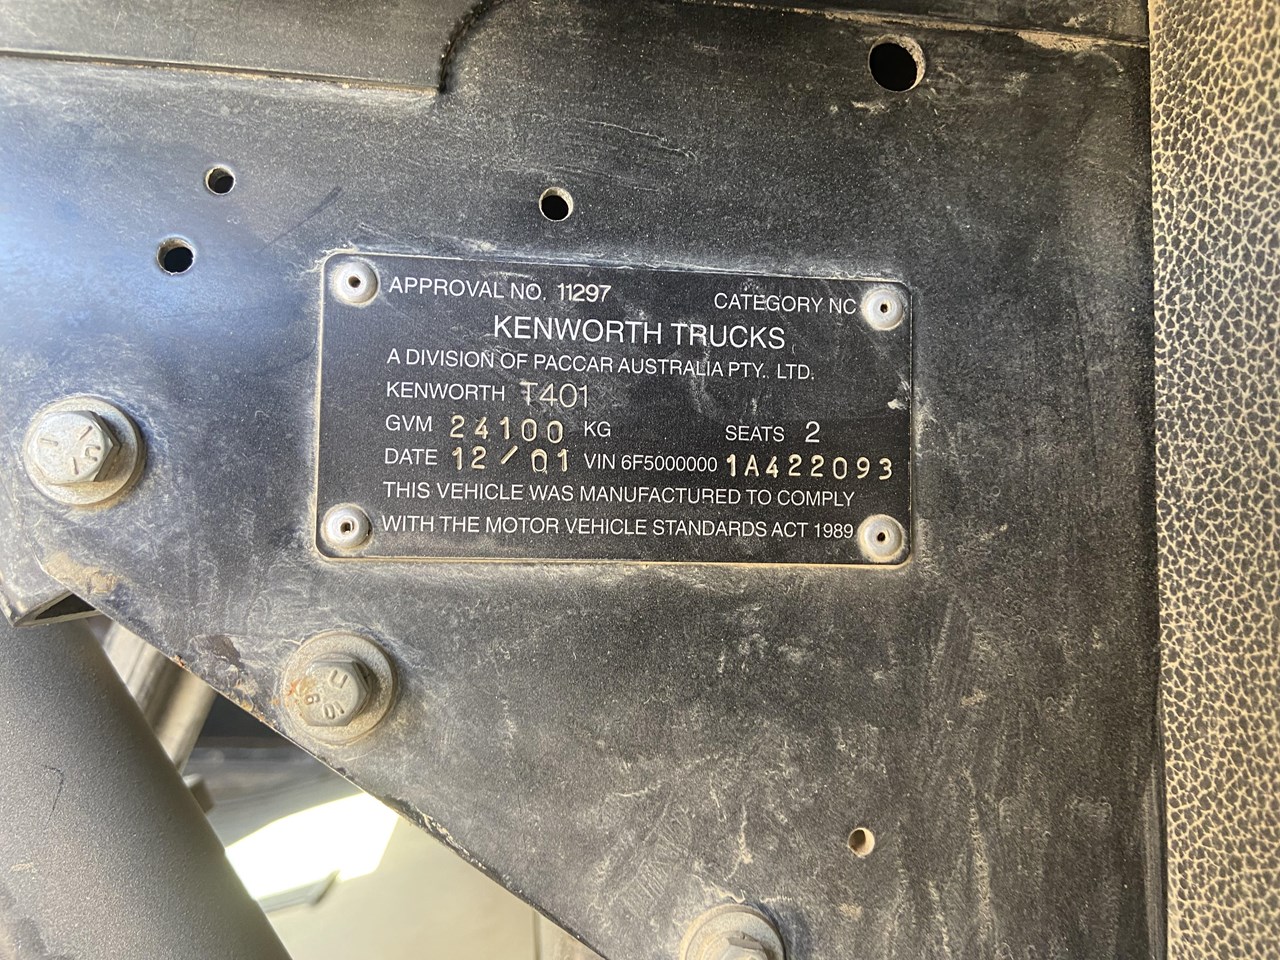 APPROVAL NO. 11297 CATEGORY NC
KENWORTH TRUCKS
A DIVISION OF PACCAR AUSTRALIA PTY. LTD.
KENWORTH T401
GVM 24100 KG SEATS 2
DATE 12/01 VIN 6F5000000 1A422093
THIS VEHICLE WAS MANUFACTURED TO COMPLY
WITH THE MOTOR VEHICLE STANDARDS ACT 1989